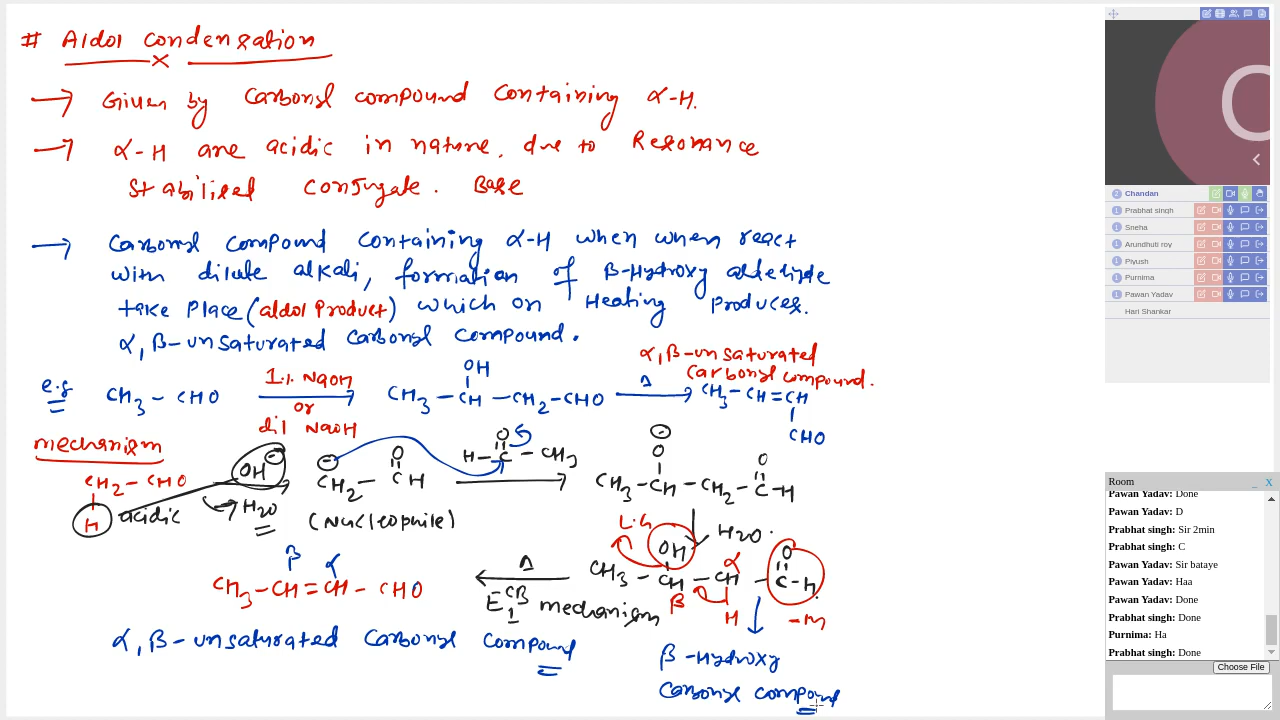 # Aldol condensation
→ Given by Carbonyl compound containing α-H.
→ α-H are acidic in nature, due to Resonance
Stabilised Conjugate. Base
→ Carbonyl compound containing α-H when when react
with dilute alkali, formation of β-Hydroxy aldehyde
take Place (aldol Product) which on Heating Produces.
α, β-unsaturated Carbonyl Compound.
α, β-unsaturated
Carbonyl compound.
e.g CH3 - CHO 1% NaOH or dil NaOH → CH3 - CH - CH2 - CHO Δ → CH3 - CH = CH
OH
CHO
mechanism
CH2 - CHO
H
acidic
OH⊖
→ H2O
⊖
CH2 - CH
O
(Nucleophile)
O
H - C - CH3
⊖
O
CH3 - CH - CH2 - C - H
O
H2O.
L.G
OH
CH3 - CH - CH - C - H
O
β α
H
-M
Δ
E1CB mechanism
β α
CH3 - CH = CH - CHO
α, β-unsaturated Carbonyl compound
β-Hydroxy
Carbonyl compound
C
Chandan
Prabhat singh
Sneha
Arundhuti roy
Piyush
Purnima
Pawan Yadav
Hari Shankar
Room _ X
Pawan Yadav: Done
Pawan Yadav: D
Prabhat singh: Sir 2min
Prabhat singh: C
Pawan Yadav: Sir bataye
Pawan Yadav: Haa
Pawan Yadav: Done
Prabhat singh: Done
Purnima: Ha
Prabhat singh: Done
Choose File